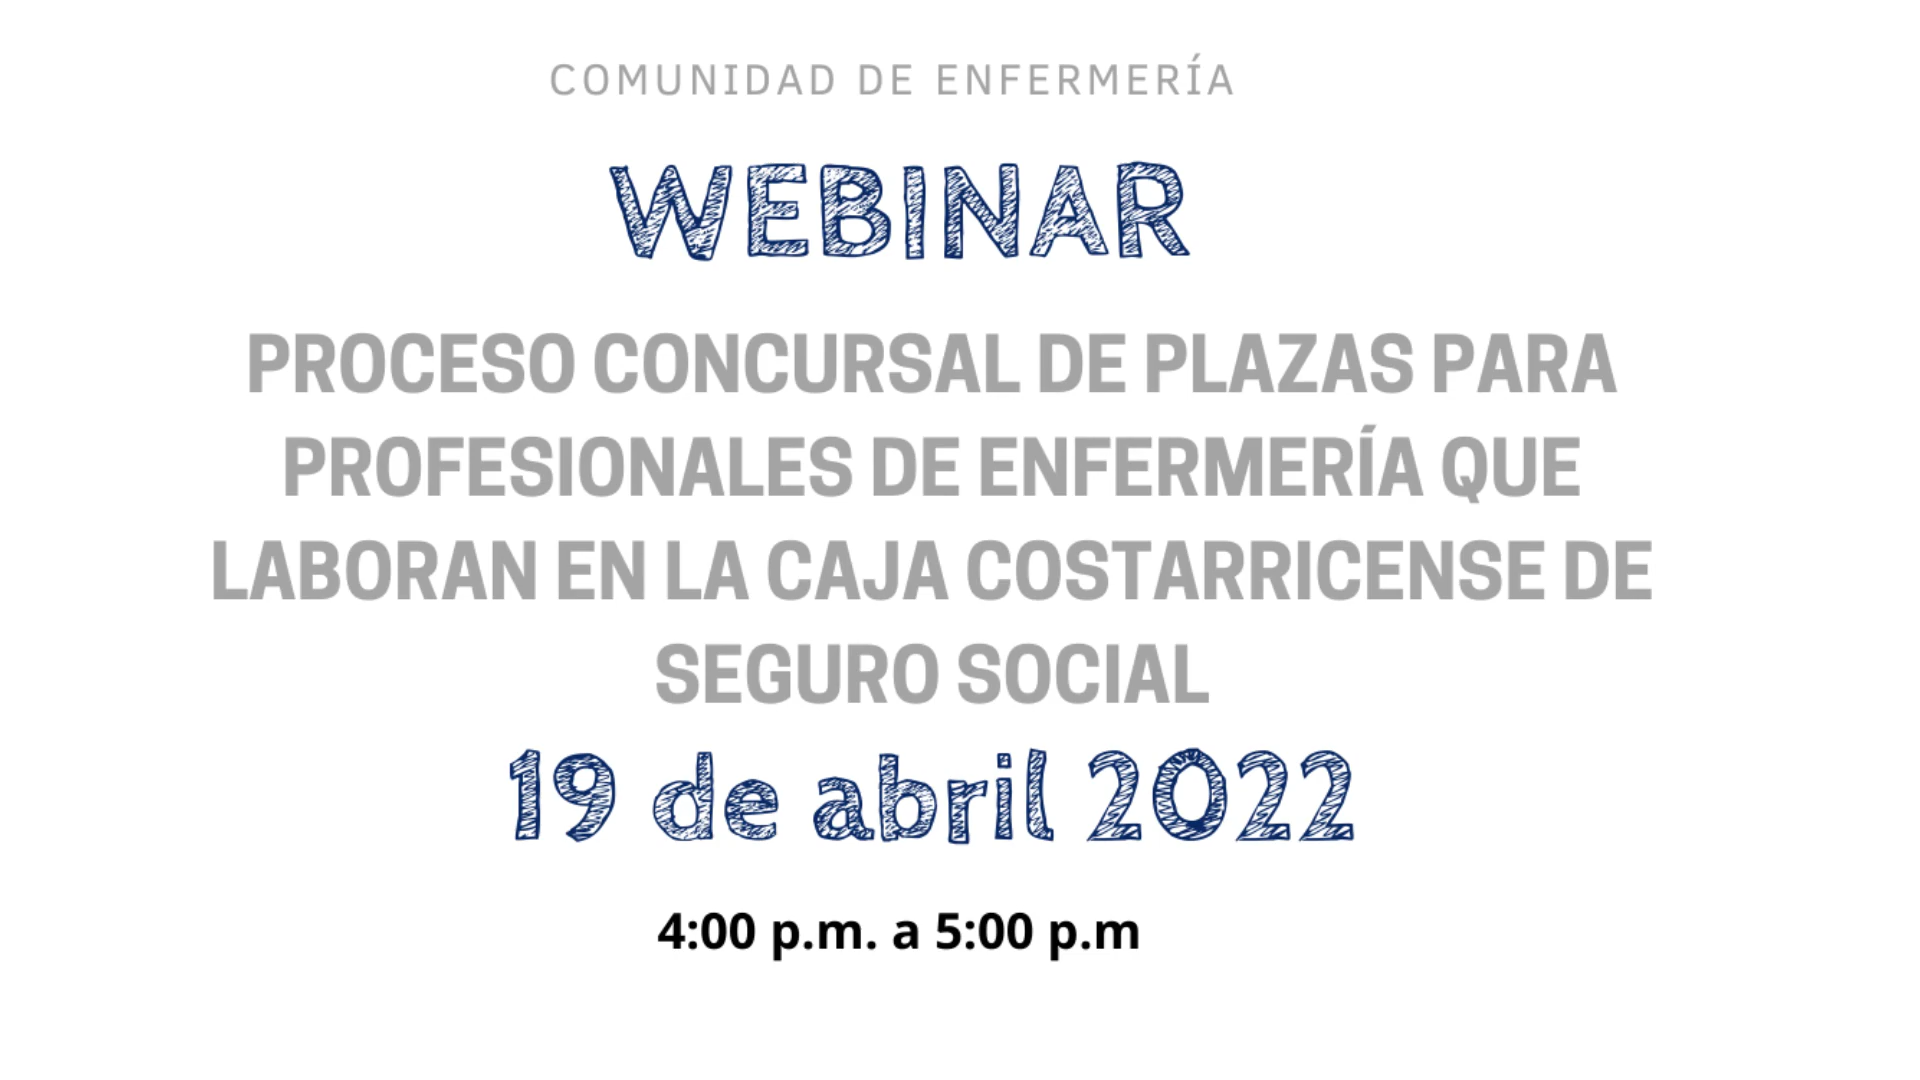 COMUNIDAD DE ENFERMERÍA
WEBINAR
PROCESO CONCURSAL DE PLAZAS PARA
PROFESIONALES DE ENFERMERÍA QUE
LABORAN EN LA CAJA COSTARRICENSE DE
SEGURO SOCIAL
19 de abril 2022
4:00 p.m. a 5:00 p.m